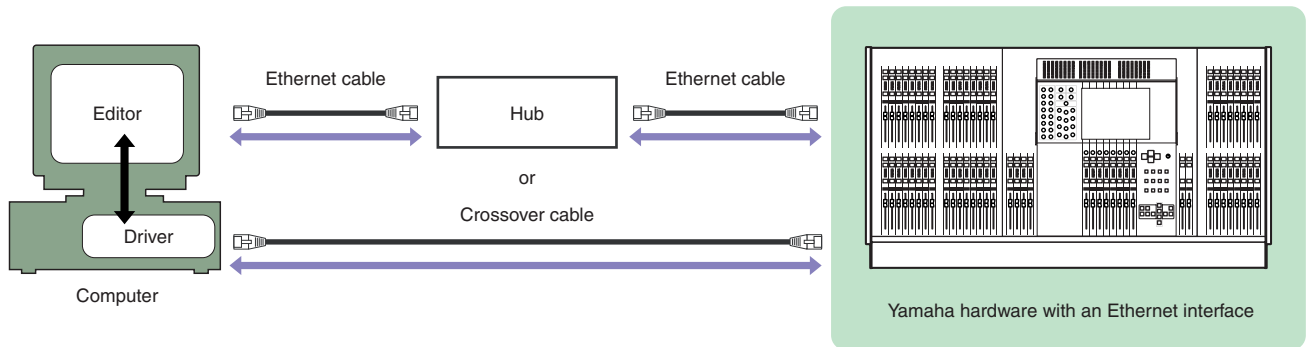 Editor
Driver
Computer
Ethernet cable
Hub
Ethernet cable
or
Crossover cable
Yamaha hardware with an Ethernet interface